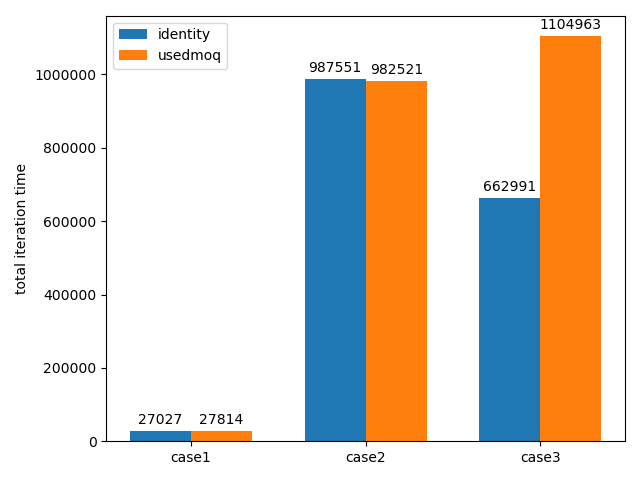 identity
usedmoq
total iteration time
1000000
800000
600000
400000
200000
0
27027
27814
987551
982521
662991
1104963
case1
case2
case3